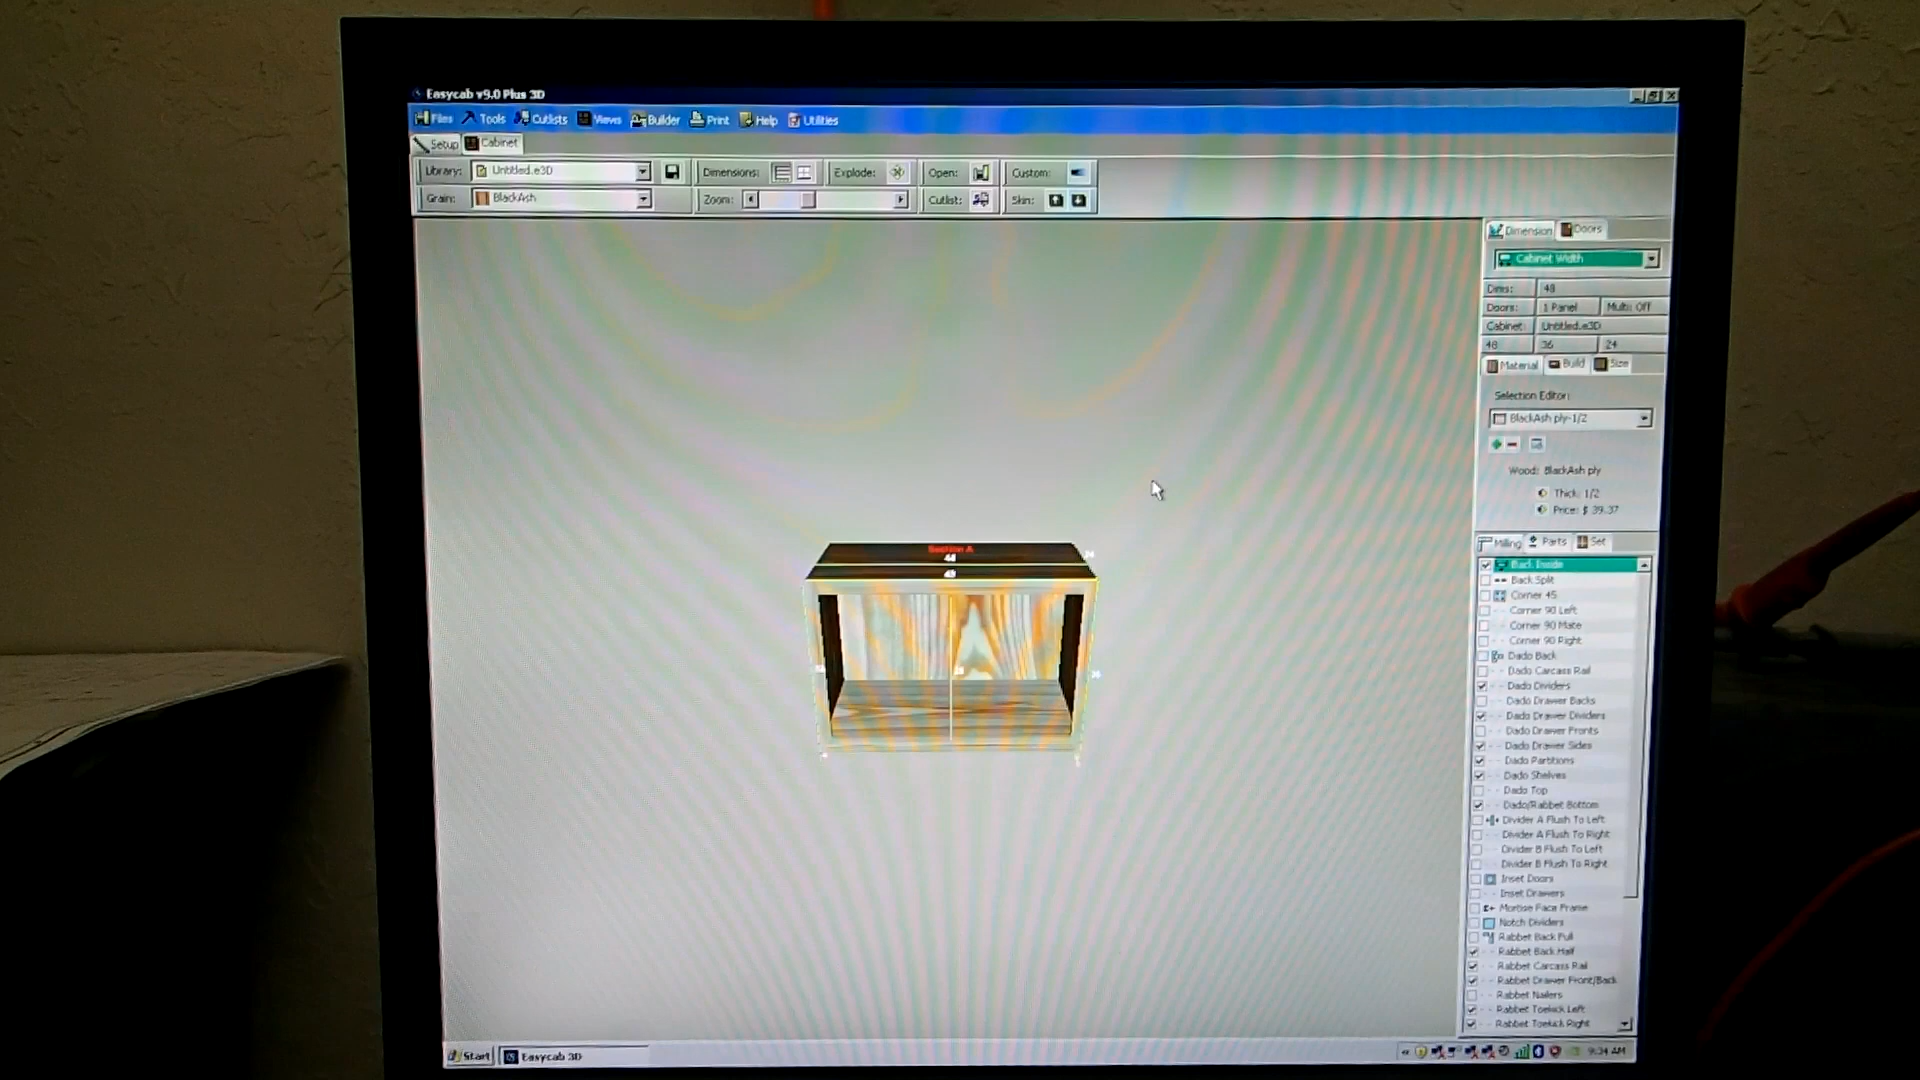 Easycab v9.0 Plus 3D
Files Tools Cutlists Views Builder Print Help Utilities
Setup Cabinet
Library: Untitled.e3D Dimensions: Explode: Open: Custom:
Grain: BlackAsh Zoom: Cutlist: Skin:
Dimension Doors
Cabinet Width
Dims: 48
Doors: 1 Panel Multi: Off
Cabinet: Untitled.e3D
48 36 24
Material Build Size
Selection Editor:
BlackAsh ply-1/2
Wood: BlackAsh ply
Thick: 1/2
Price: $ 39.37
Milling Parts Set
Back Inside
Back Split
Corner 45
Corner 90 Left
Corner 90 Mate
Corner 90 Right
Dado Back
Dado Carcass Rail
Dado Dividers
Dado Drawer Backs
Dado Drawer Dividers
Dado Drawer Fronts
Dado Drawer Sides
Dado Partitions
Dado Shelves
Dado Top
Dado/Rabbet Bottom
Divider A Flush To Left
Divider A Flush To Right
Divider B Flush To Left
Divider B Flush To Right
Inset Doors
Inset Drawers
Mortise Face Frame
Notch Dividers
Rabbet Back Full
Rabbet Back Half
Rabbet Carcass Rail
Rabbet Drawer Front/Back
Rabbet Nailers
Rabbet Toekick Left
Rabbet Toekick Right
Section A
Start Easycab 3D 9:34 AM